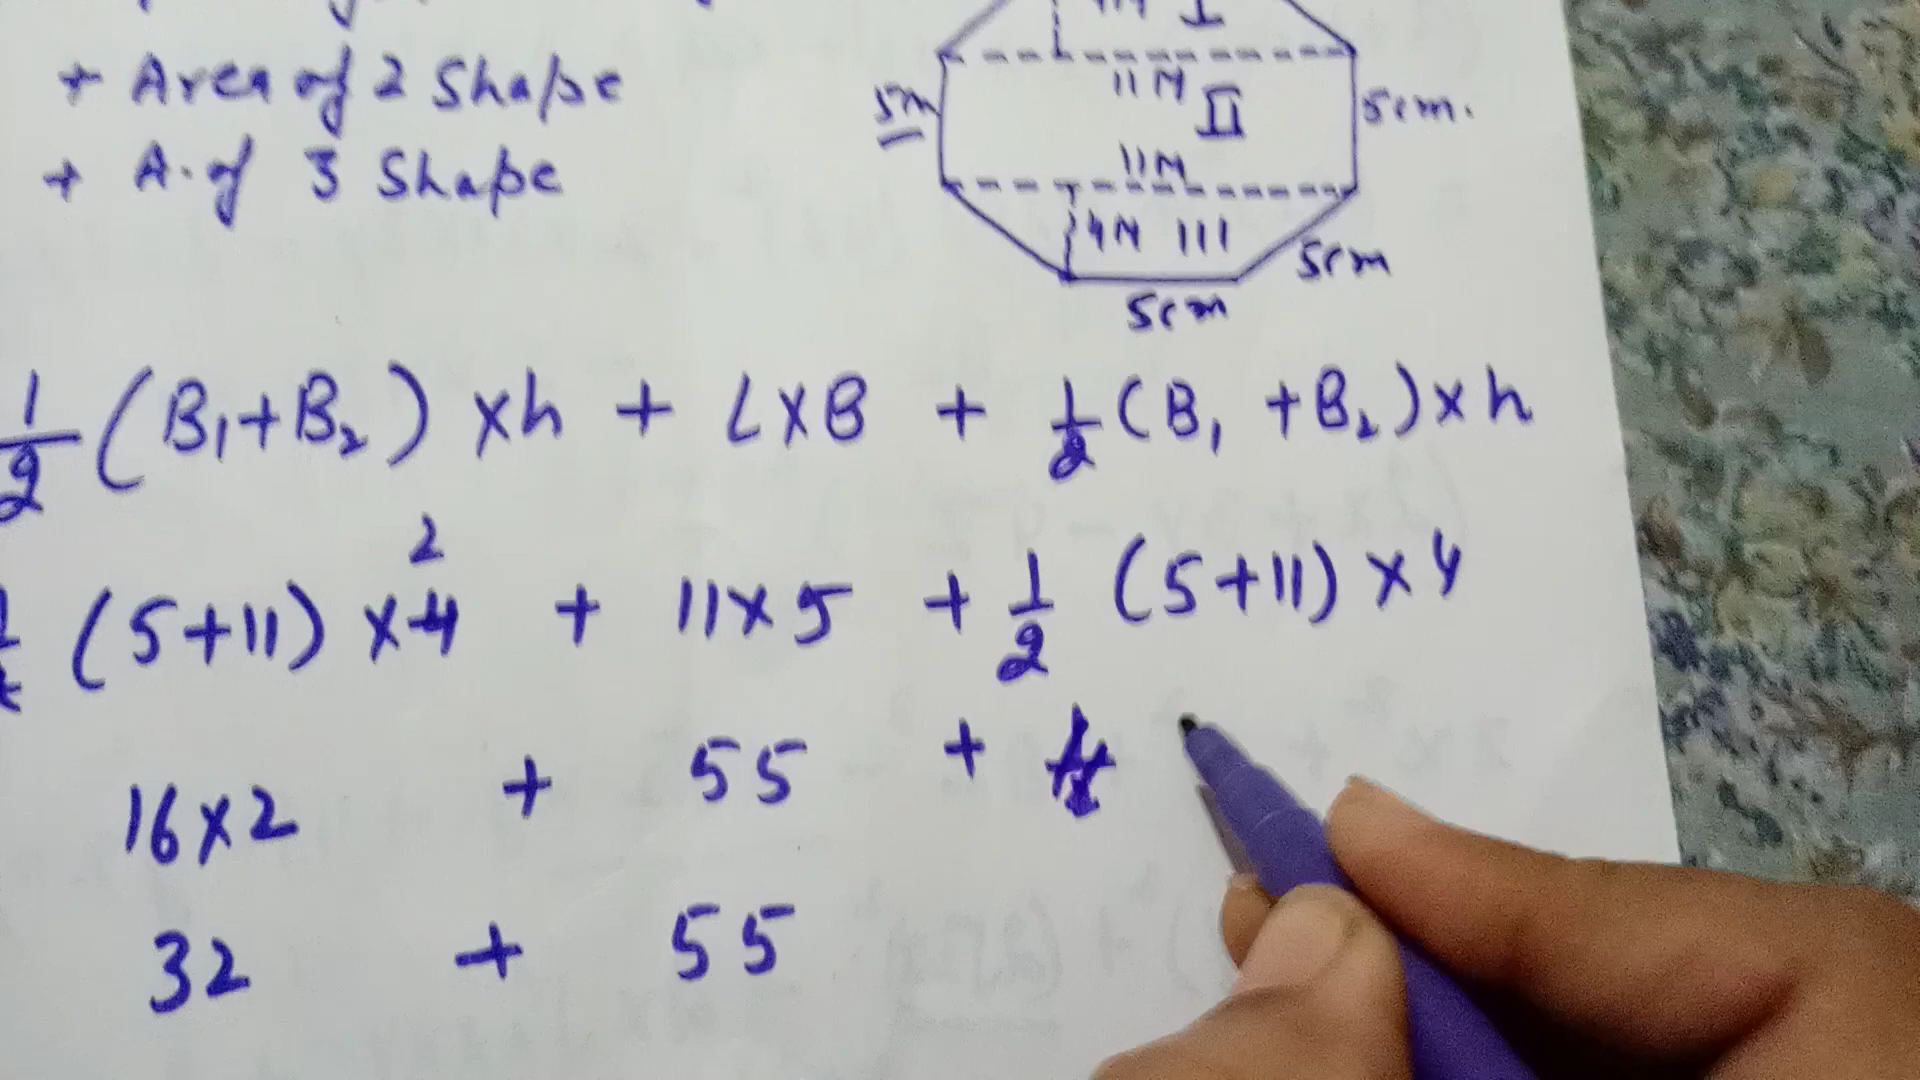 + Area of 2 Shape
+ A. of 3 Shape
4M I
11M
5m
II
5cm.
11M
4M III
5cm
5cm
1/2 (B₁+B₂) ×h + L×B + 1/2 (B₁ +B₂)×h
(5+11) ×4 2 + 11×5 + 1/2 (5+11) ×4
16×2 + 55 +
32 + 55